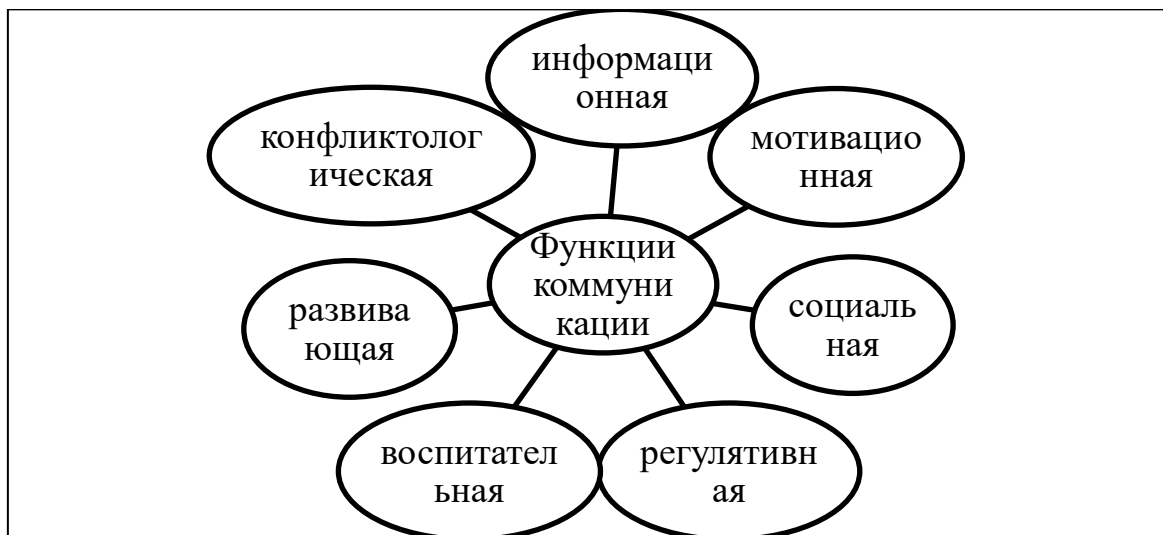 информаци
онная
конфликтолог
ическая
мотивацио
нная
Функции
коммуни
кации
развива
ющая
социаль
ная
воспитател
ьная
регулятивн
ая